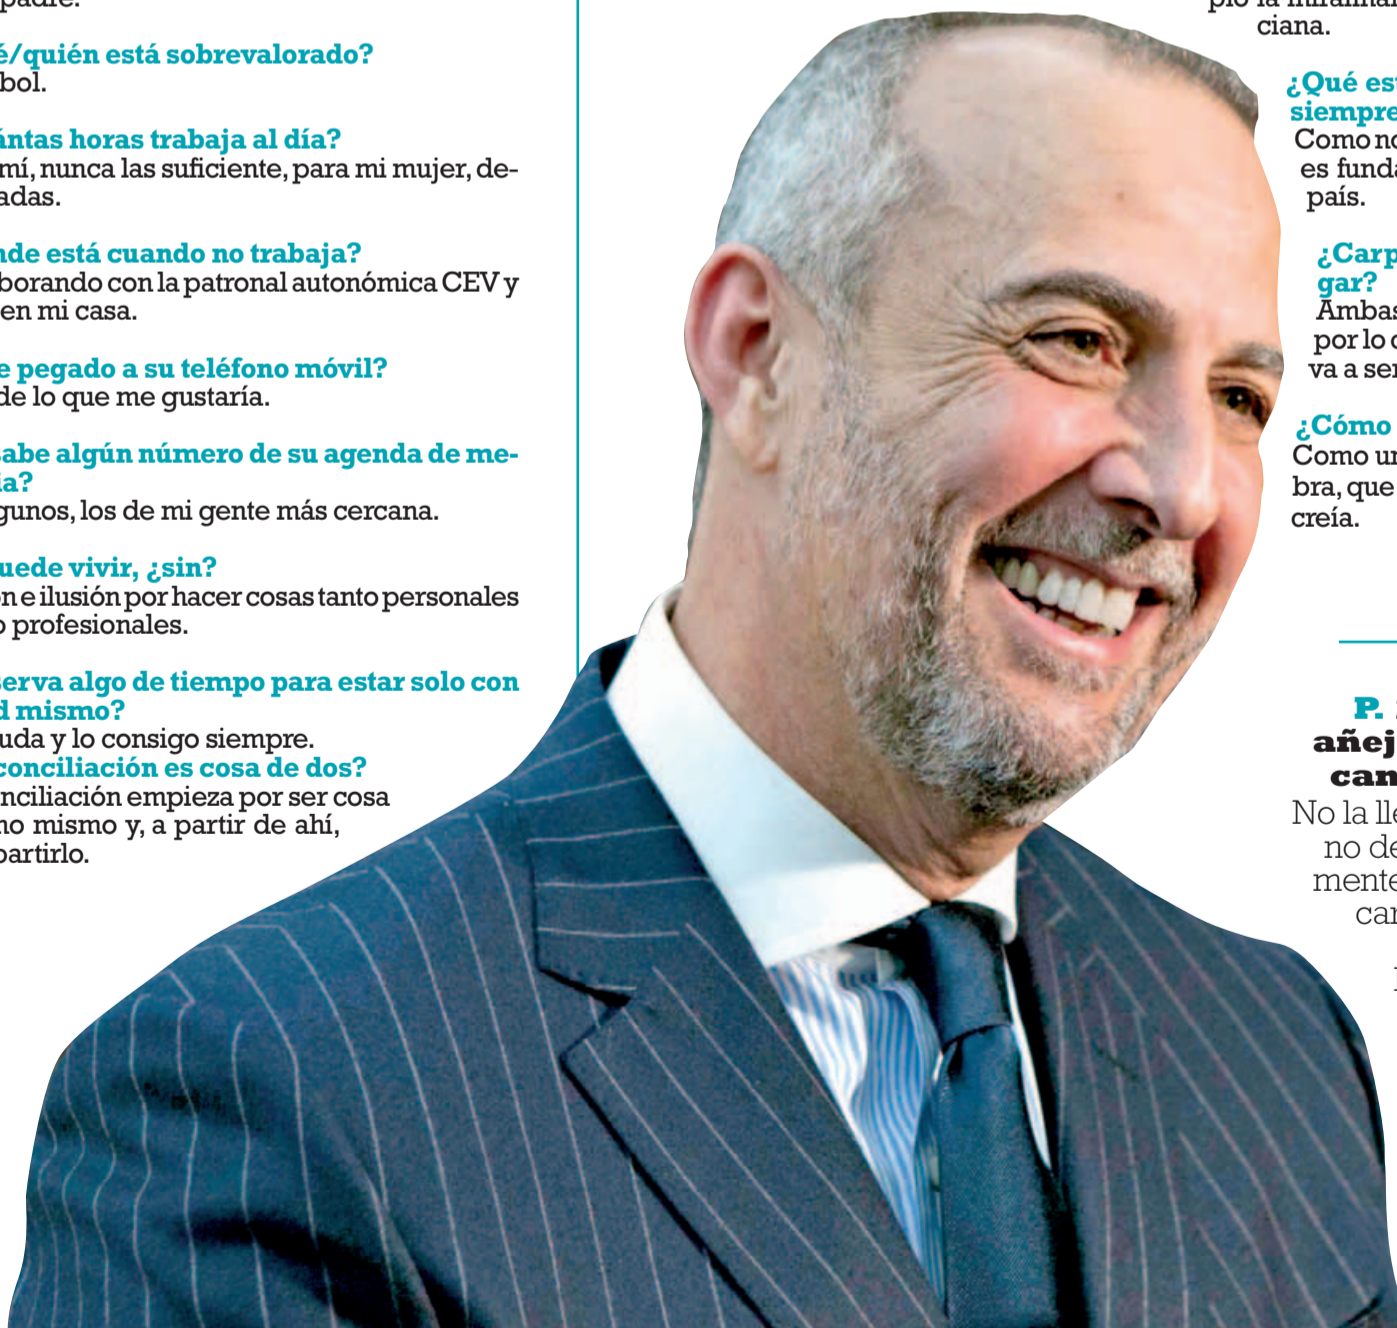 padre.
é/quién está sobrevalorado?
bol.
ántas horas trabaja al día?
mí, nunca las suficiente, para mi mujer, de-
adas.
nde está cuando no trabaja?
borando con la patronal autonómica CEV y
en mi casa.
e pegado a su teléfono móvil?
de lo que me gustaría.
sabe algún número de su agenda de me-
ia?
gunos, los de mi gente más cercana.
uede vivir, ¿sin?
n e ilusión por hacer cosas tanto personales
o profesionales.
serva algo de tiempo para estar solo con
d mismo?
uda y lo consigo siempre.
conciliación es cosa de dos?
nciliación empieza por ser cosa
no mismo y, a partir de ahí,
partirlo.
ciana.
¿Qué es
siempre
Como no
es funda
país.
¿Carp
gar?
Ambas
por lo
va a ser
¿Cómo
Como un
bra, que
creía.
P.
añej
can
No la lle
no de
mente
car